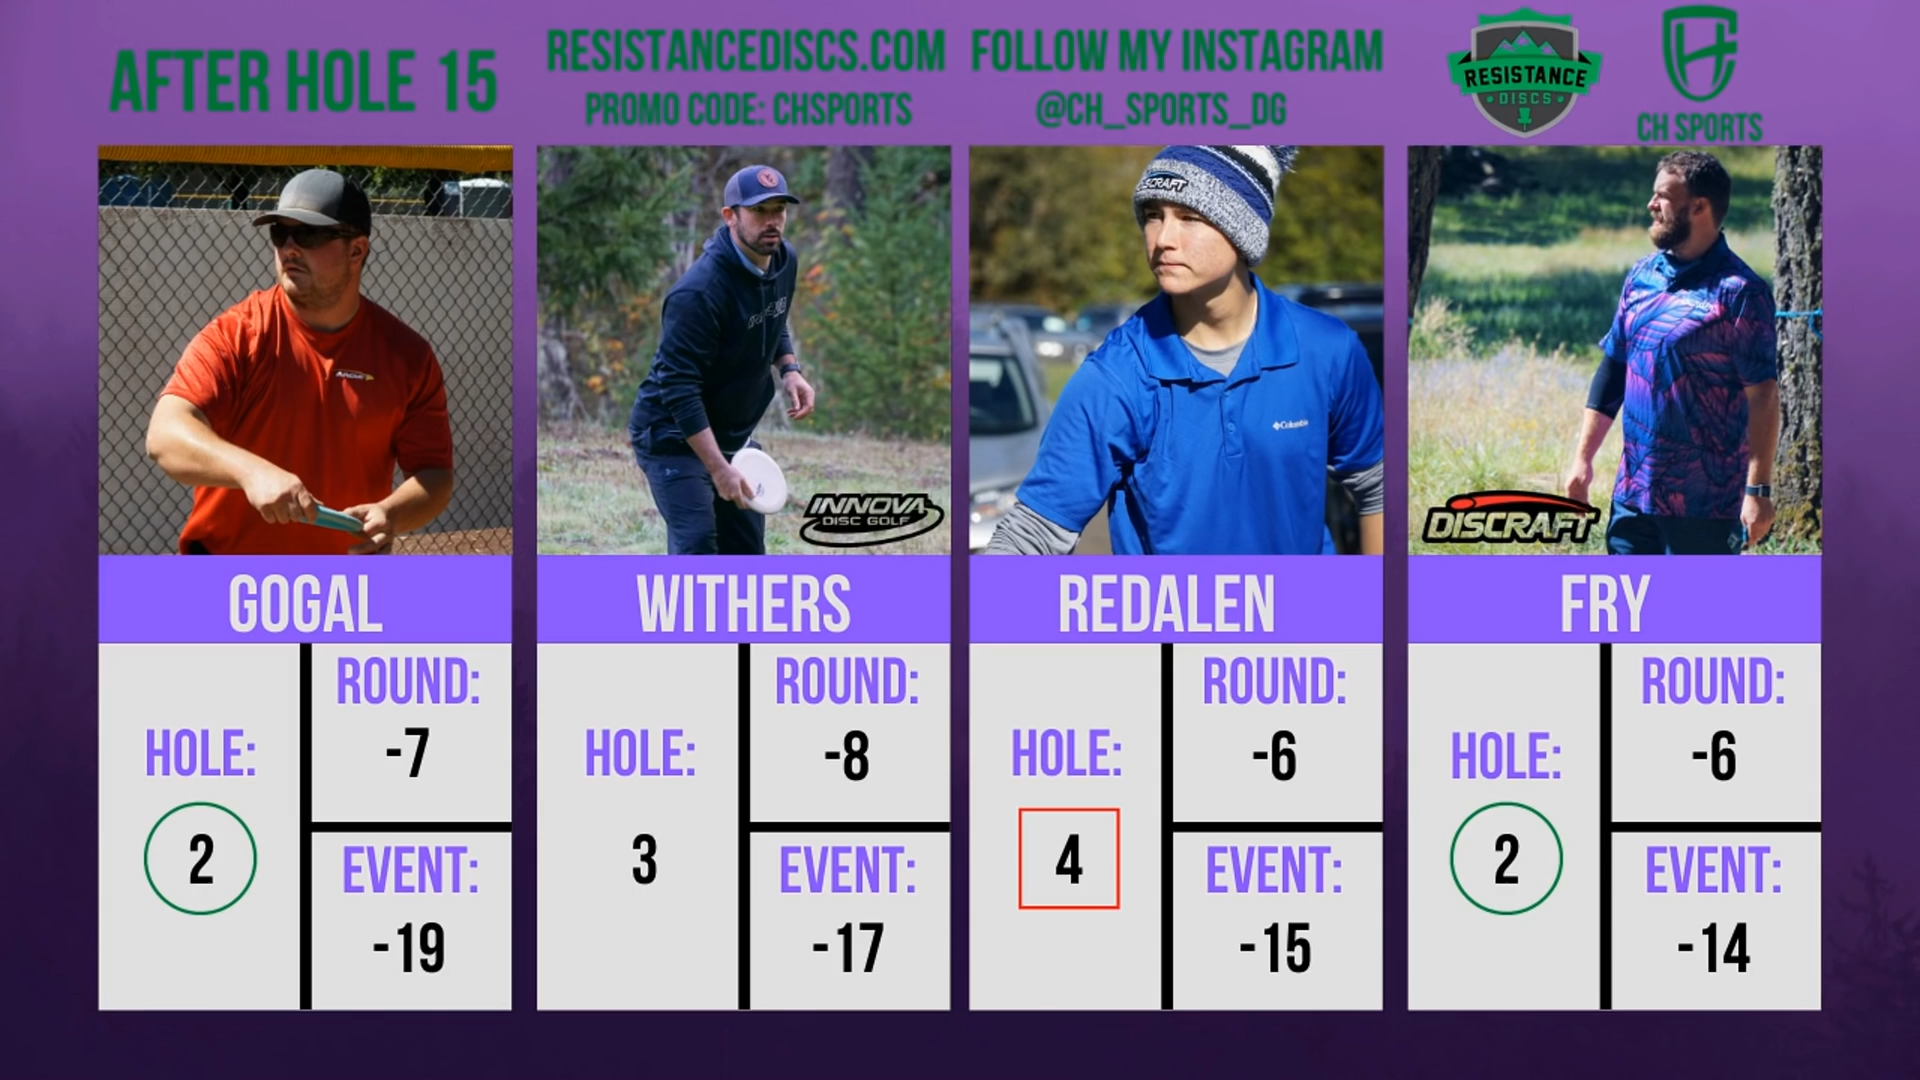 AFTER HOLE 15
RESISTANCEDISCS.COM
PROMO CODE: CHSPORTS
FOLLOW MY INSTAGRAM
@CH_SPORTS_DG
RESISTANCE
DISCS
CH SPORTS
INNOVA
DISC GOLF
DISCRAFT
Columbia
DISCRAFT
GOGAL
HOLE:
2
ROUND:
-7
EVENT:
-19
WITHERS
HOLE:
3
ROUND:
-8
EVENT:
-17
REDALEN
HOLE:
4
ROUND:
-6
EVENT:
-15
FRY
HOLE:
2
ROUND:
-6
EVENT:
-14